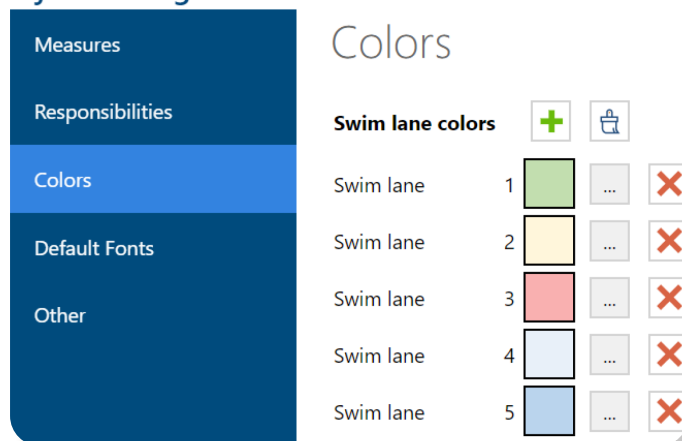 Measures
Responsibilities
Colors
Default Fonts
Other
Colors
Swim lane colors
Swim lane 1 ...
Swim lane 2 ...
Swim lane 3 ...
Swim lane 4 ...
Swim lane 5 ...